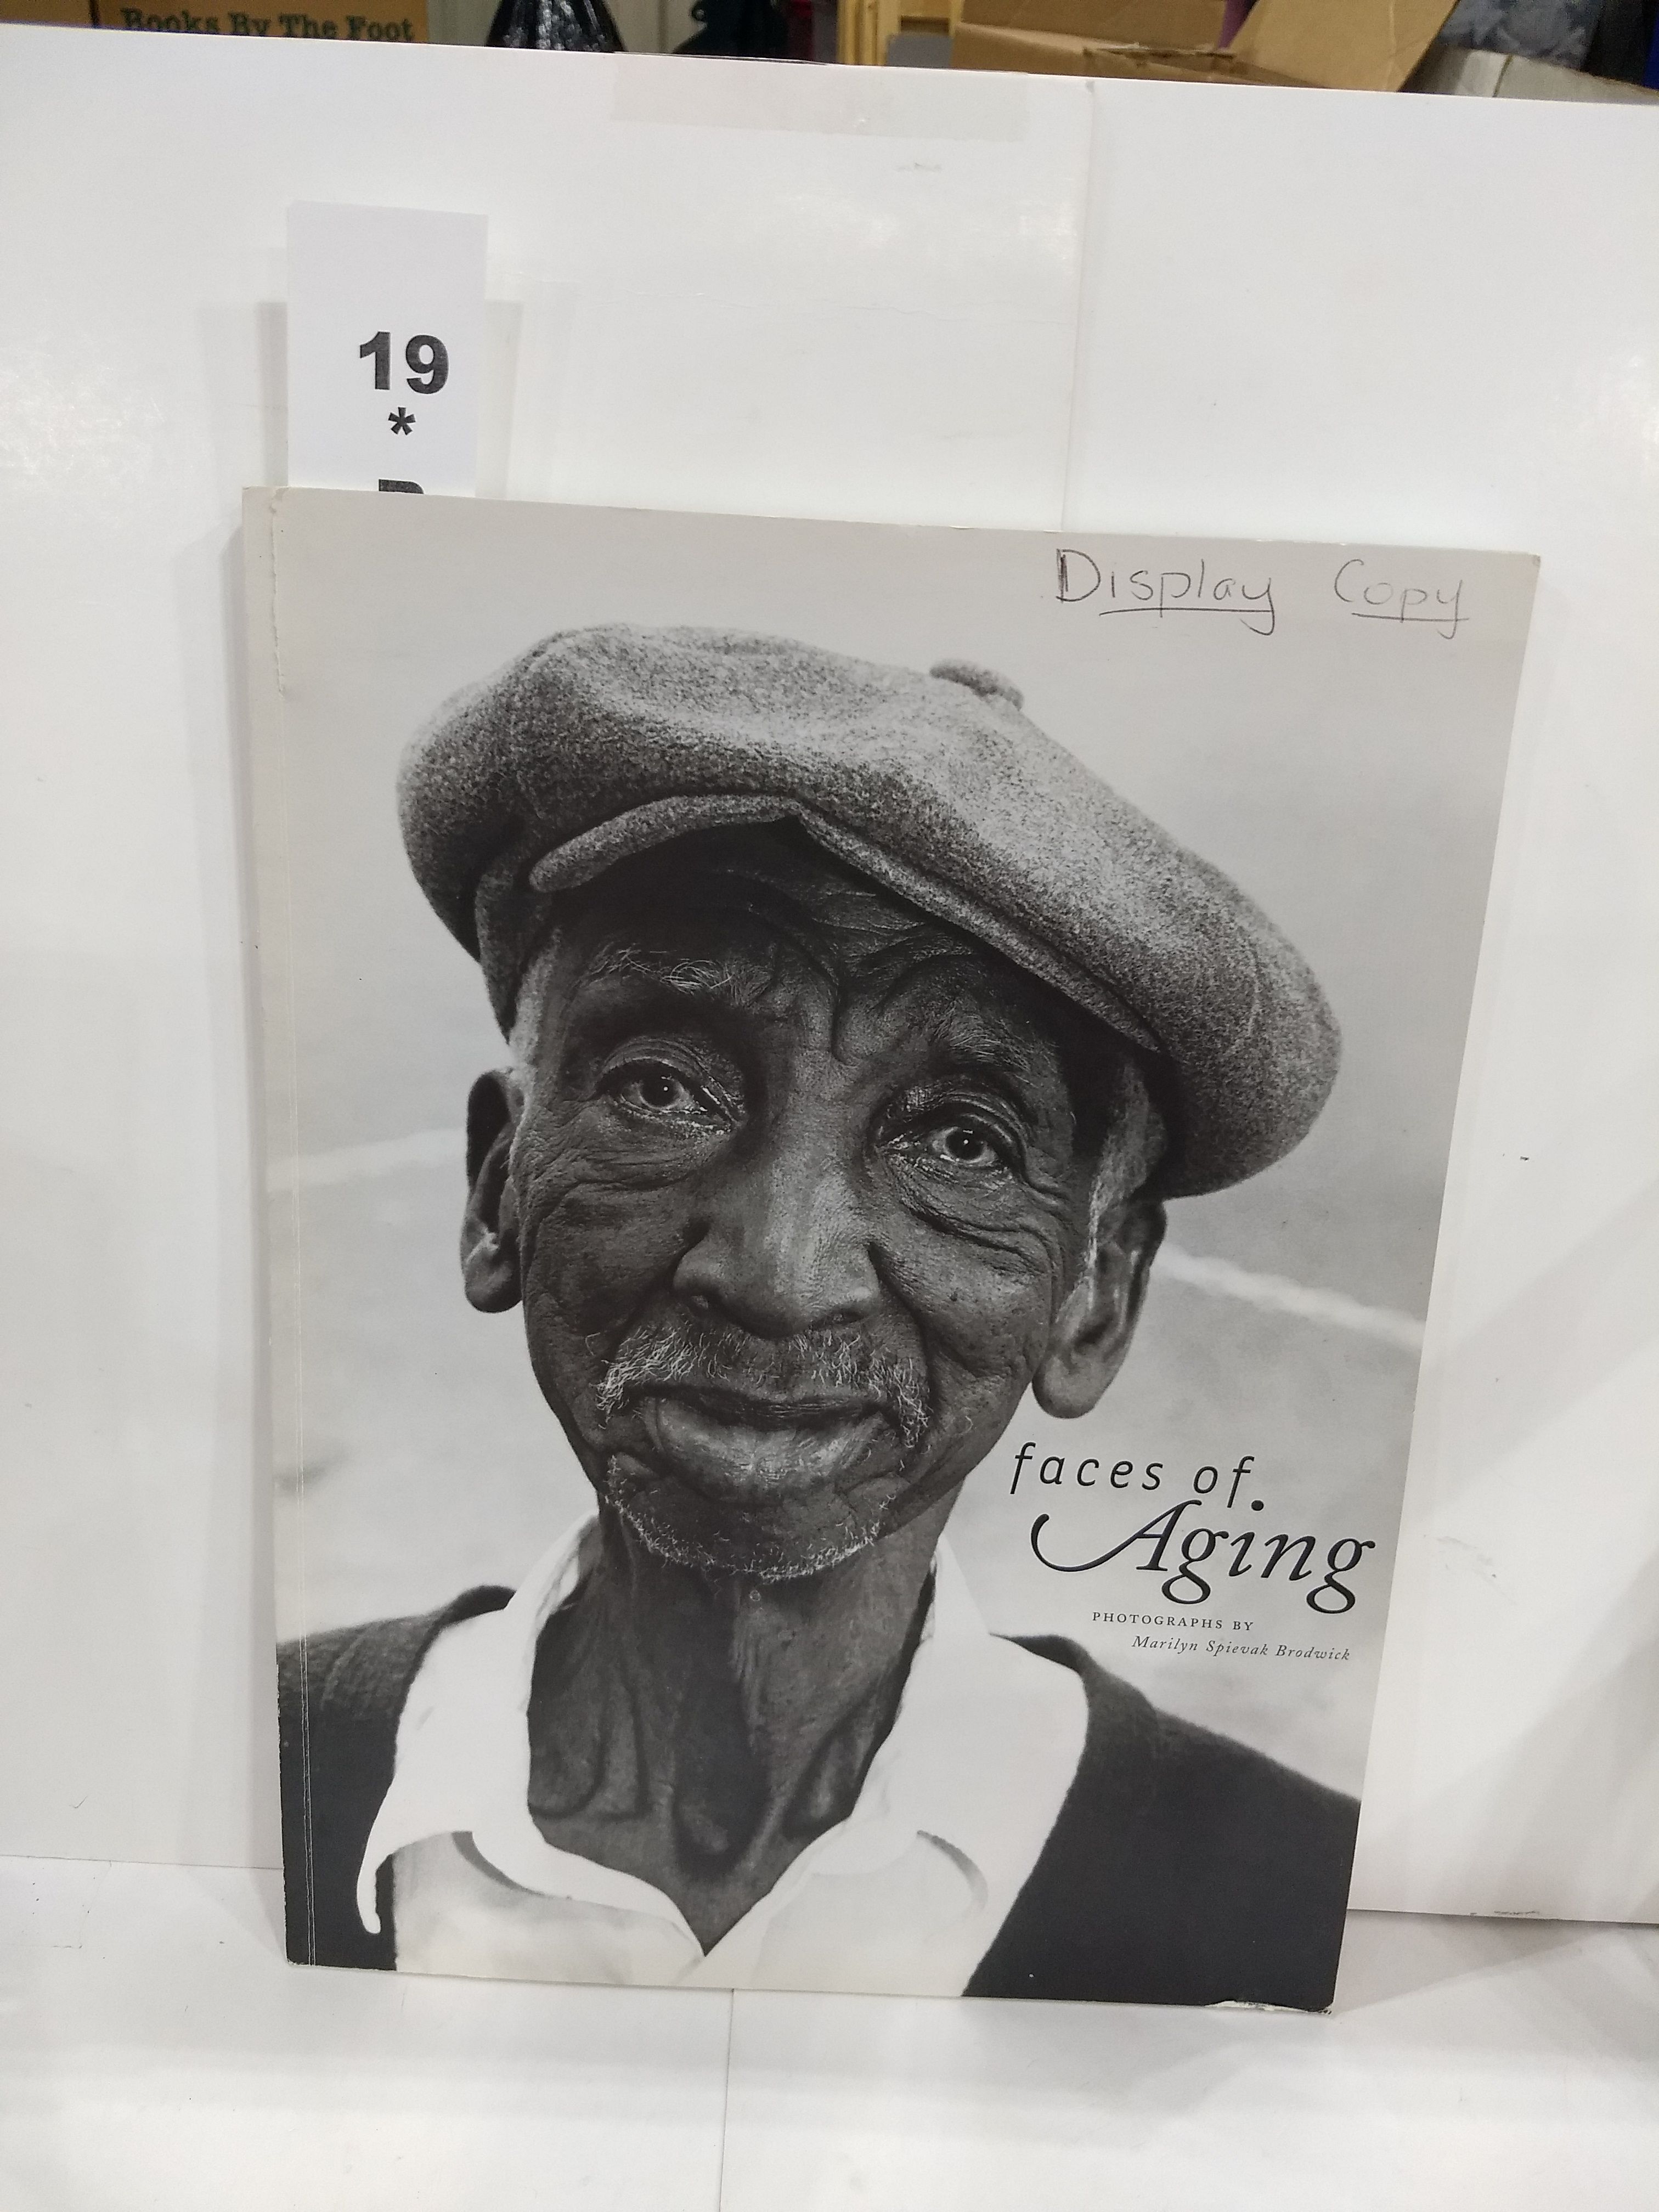 Books By The Foot
19
*
Display Copy
faces of
Aging
PHOTOGRAPHS BY
Marilyn Spievak Brodwick